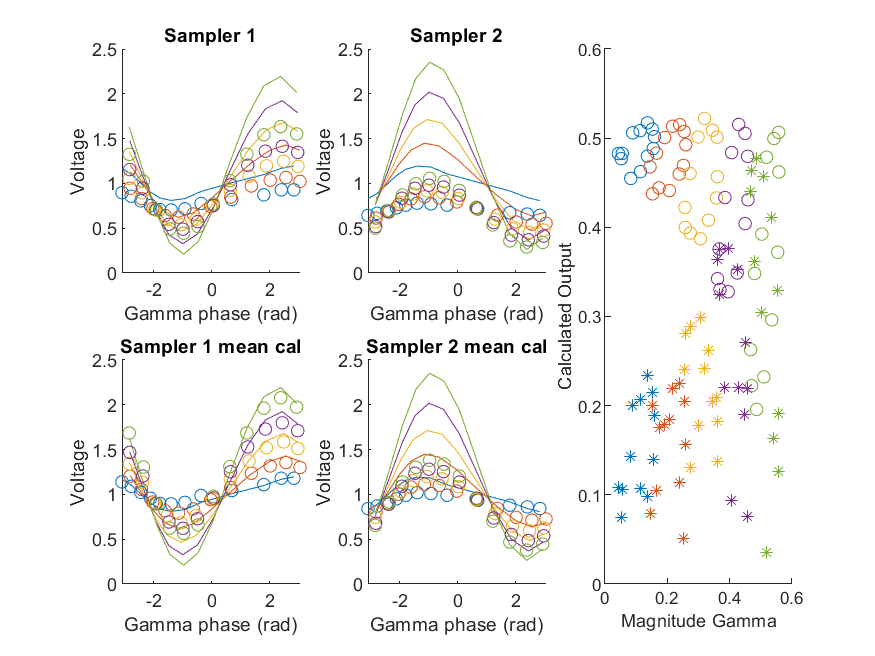 Sampler 1
2.5
2
1.5
1
0.5
0
Voltage
-2 0 2
Gamma phase (rad)
Sampler 2
2.5
2
1.5
1
0.5
0
Voltage
-2 0 2
Gamma phase (rad)
Sampler 1 mean cal
2.5
2
1.5
1
0.5
0
Voltage
-2 0 2
Gamma phase (rad)
Sampler 2 mean cal
2.5
2
1.5
1
0.5
0
Voltage
-2 0 2
Gamma phase (rad)
0.6
0.5
0.4
0.3
0.2
0.1
0
Calculated Output
0 0.2 0.4 0.6
Magnitude Gamma